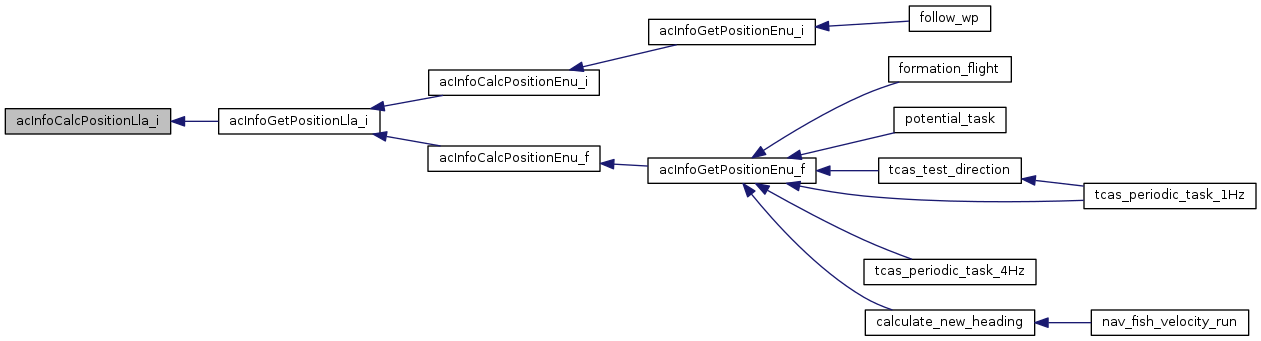 acInfoCalcPositionLla_i
acInfoGetPositionLla_i
acInfoCalcPositionEnu_i
acInfoGetPositionEnu_i
follow_wp
acInfoCalcPositionEnu_f
acInfoGetPositionEnu_f
formation_flight
potential_task
tcas_test_direction
tcas_periodic_task_1Hz
tcas_periodic_task_4Hz
calculate_new_heading
nav_fish_velocity_run